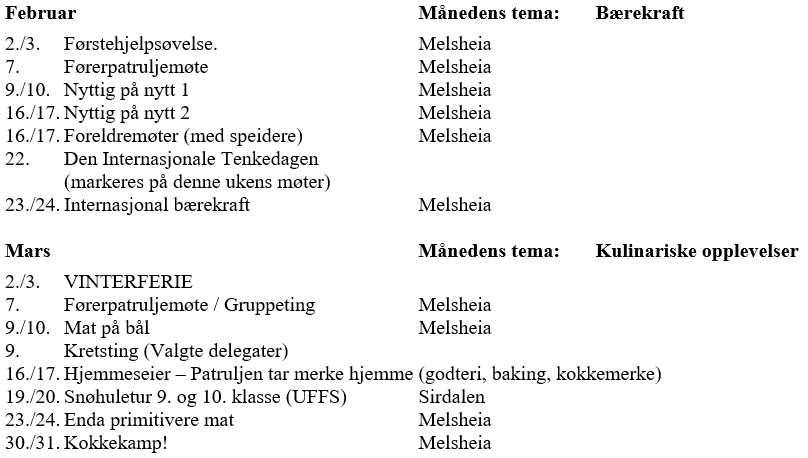 Februar Månedens tema: Bærekraft
2./3. Førstehjelpsøvelse. Melsheia
7. Førerpatruljemøte Melsheia
9./10. Nyttig på nytt 1 Melsheia
16./17. Nyttig på nytt 2 Melsheia
16./17. Foreldremøter (med speidere) Melsheia
22. Den Internasjonale Tenkedagen
(markeres på denne ukens møter)
23./24. Internasjonal bærekraft Melsheia
Mars Månedens tema: Kulinariske opplevelser
2./3. VINTERFERIE
7. Førerpatruljemøte / Gruppeting Melsheia
9./10. Mat på bål Melsheia
9. Kretsting (Valgte delegater)
16./17. Hjemmeseier – Patruljen tar merke hjemme (godteri, baking, kokkemerke)
19./20. Snøhuletur 9. og 10. klasse (UFFS) Sirdalen
23./24. Enda primitivere mat Melsheia
30./31. Kokkekamp! Melsheia